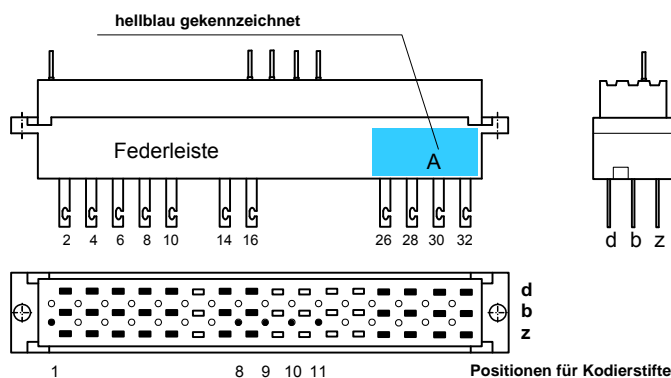 hellblau gekennzeichnet
Federleiste
A
2 4 6 8 10 14 16 26 28 30 32
d b z
d
b
z
1 8 9 10 11
Positionen für Kodierstifte